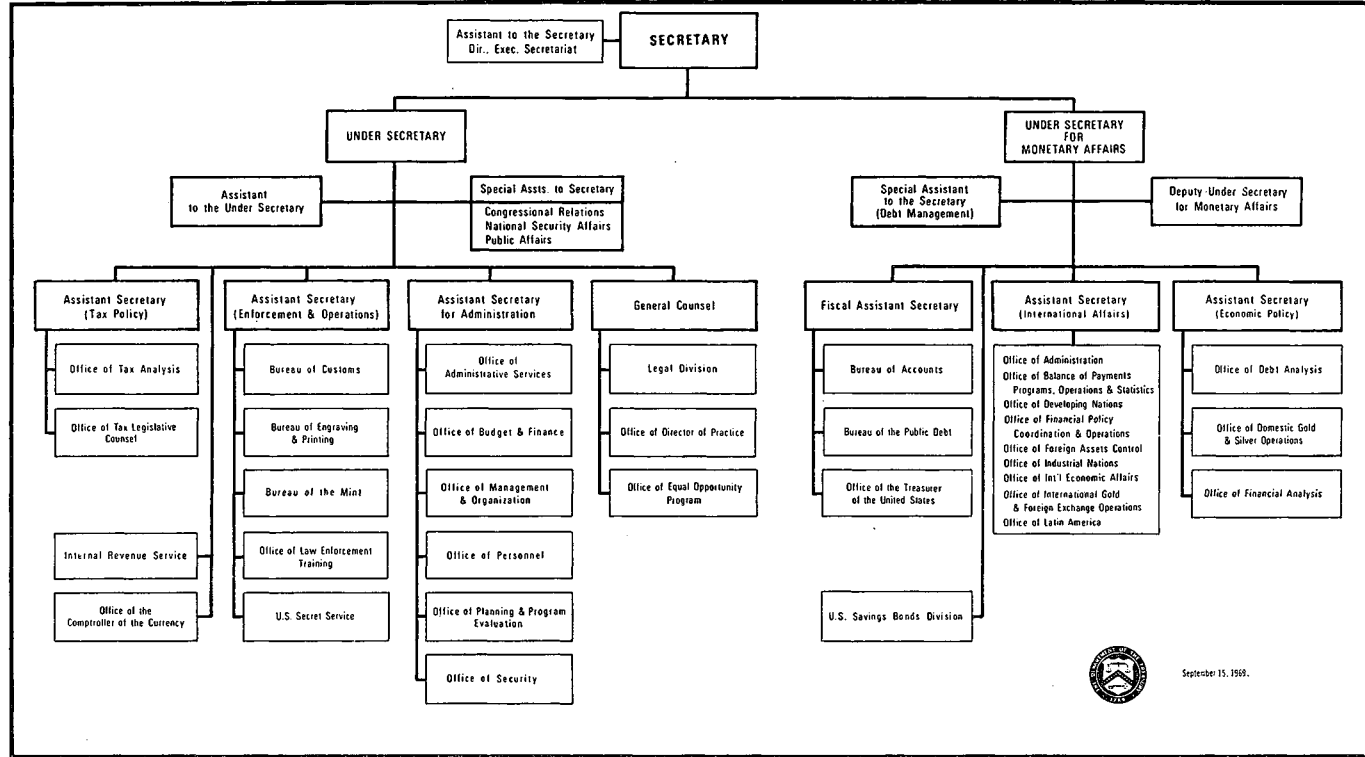 Assistant to the Secretary
Dir., Exec. Secretariat
SECRETARY
UNDER SECRETARY
UNDER SECRETARY
FOR
MONETARY AFFAIRS
Assistant
to the Under Secretary
Special Assts. to Secretary
Congressional Relations
National Security Affairs
Public Affairs
Special Assistant
to the Secretary
(Debt Management)
Deputy Under Secretary
for Monetary Affairs
Assistant Secretary
(Tax Policy)
Office of Tax Analysis
Office of Tax Legislative
Counsel
Internal Revenue Service
Office of the
Comptroller of the Currency
Assistant Secretary
(Enforcement & Operations)
Bureau of Customs
Bureau of Engraving
& Printing
Bureau of the Mint
Office of Law Enforcement
Training
U.S. Secret Service
Assistant Secretary
for Administration
Office of
Administrative Services
Office of Budget & Finance
Office of Management
& Organization
Office of Personnel
Office of Planning & Program
Evaluation
Office of Security
General Counsel
Legal Division
Office of Director of Practice
Office of Equal Opportunity
Program
Fiscal Assistant Secretary
Bureau of Accounts
Bureau of the Public Debt
Office of the Treasurer
of the United States
U.S. Savings Bonds Division
Assistant Secretary
(International Affairs)
Office of Administration
Office of Balance of Payments
Programs, Operations & Statistics
Office of Developing Nations
Office of Financial Policy
Coordination & Operations
Office of Foreign Assets Control
Office of Industrial Nations
Office of Int'l Economic Affairs
Office of International Gold
& Foreign Exchange Operations
Office of Latin America
Assistant Secretary
(Economic Policy)
Office of Debt Analysis
Office of Domestic Gold
& Silver Operations
Office of Financial Analysis
THE DEPARTMENT OF THE TREASURY
1789
September 15, 1969.